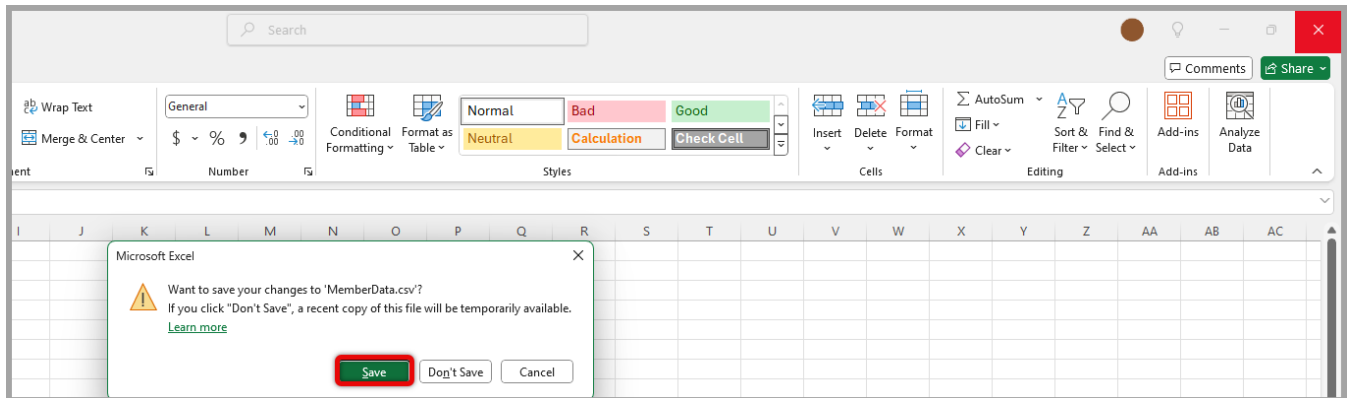 Search
Comments
Share
Wrap Text
General
Normal
Bad
Good
AutoSum
Merge & Center
Conditional Formatting
Format as Table
Neutral
Calculation
Check Cell
Insert
Delete
Format
Fill
Clear
Sort & Filter
Find & Select
Add-ins
Analyze Data
ment
Number
Styles
Cells
Editing
Add-ins
I J K L M N O P Q R S T U V W X Y Z AA AB AC
Microsoft Excel
Want to save your changes to 'MemberData.csv'?
If you click "Don't Save", a recent copy of this file will be temporarily available.
Learn more
Save
Don't Save
Cancel